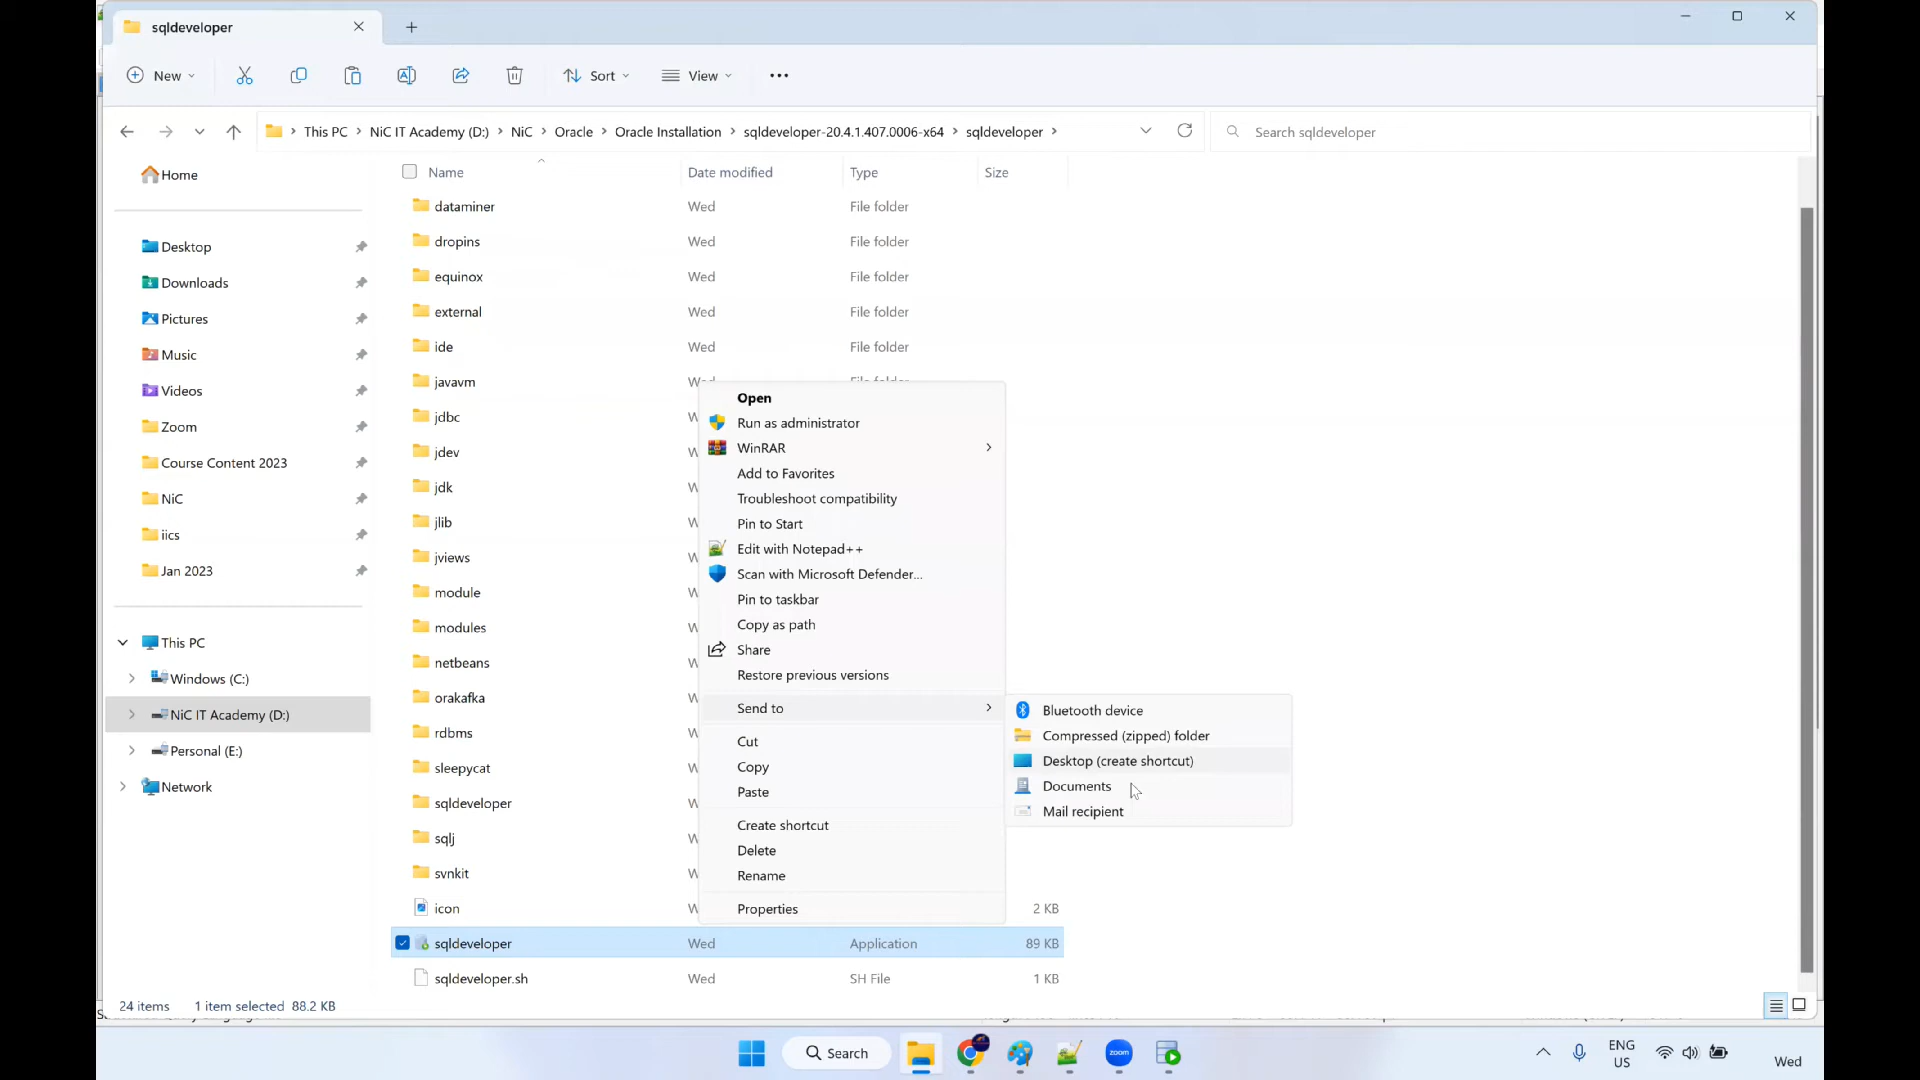 sqldeveloper
New
Sort
View
This PC
NiC IT Academy (D:)
NiC
Oracle
Oracle Installation
sqldeveloper-20.4.1.407.0006-x64
sqldeveloper
Search sqldeveloper
Name
Date modified
Type
Size
Home
Desktop
Downloads
Pictures
Music
Videos
Zoom
Course Content 2023
NiC
iics
Jan 2023
This PC
Windows (C:)
NiC IT Academy (D:)
Personal (E:)
Network
dataminer Wed File folder
dropins Wed File folder
equinox Wed File folder
external Wed File folder
ide Wed File folder
javavm Wed File folder
jdbc
jdev
jdk
jlib
jviews
module
modules
netbeans
orakafka
rdbms
sleepycat
sqldeveloper
sqlj
svnkit
icon 2 KB
sqldeveloper Wed Application 89 KB
sqldeveloper.sh Wed SH File 1 KB
Open
Run as administrator
WinRAR
Add to Favorites
Troubleshoot compatibility
Pin to Start
Edit with Notepad++
Scan with Microsoft Defender...
Pin to taskbar
Copy as path
Share
Restore previous versions
Send to
Cut
Copy
Paste
Create shortcut
Delete
Rename
Properties
Bluetooth device
Compressed (zipped) folder
Desktop (create shortcut)
Documents
Mail recipient
24 items 1 item selected 88.2 KB
Search
zoom
ENG
US
Wed